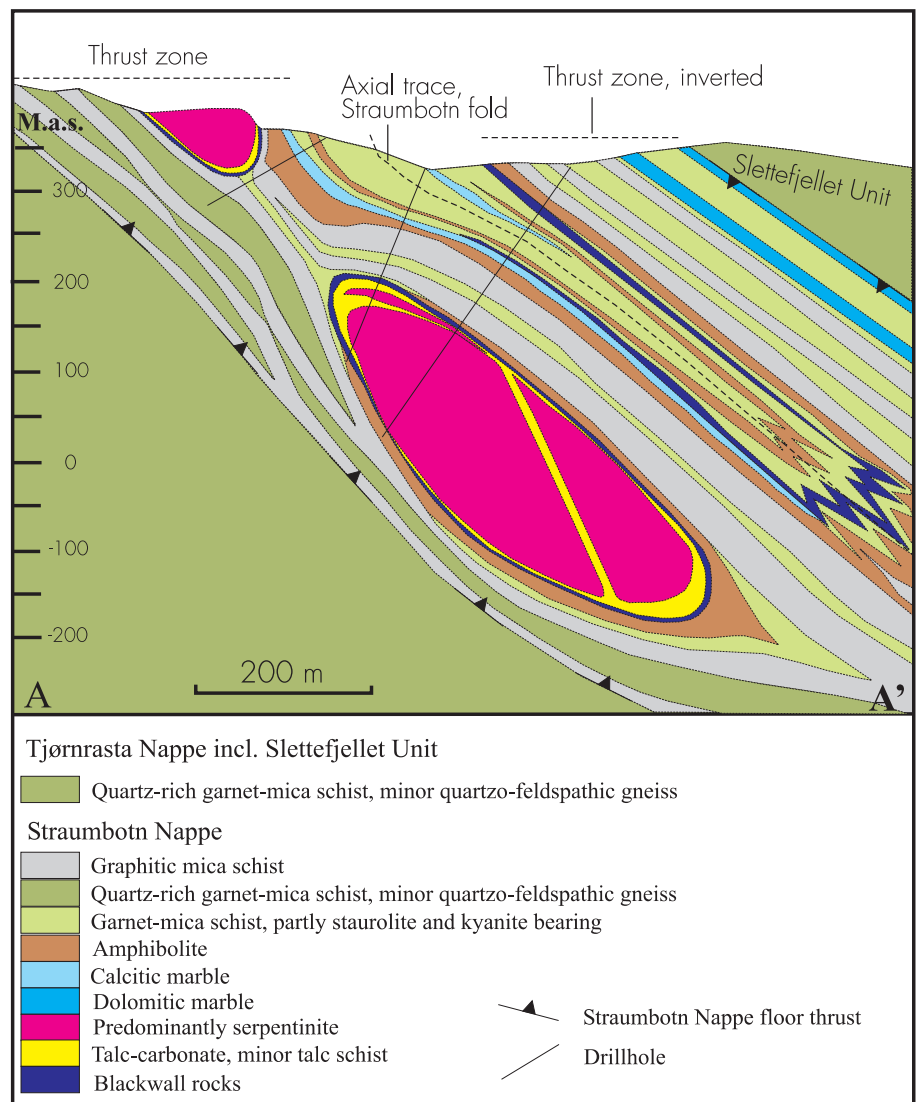 Thrust zone
Axial trace,
Straumbotn fold
Thrust zone, inverted
M.a.s.
Slettefjellet Unit
300
200
100
0
-100
-200
200 m
A
A’
Tjørnrasta Nappe incl. Slettefjellet Unit
Quartz-rich garnet-mica schist, minor quartzo-feldspathic gneiss
Straumbotn Nappe
Graphitic mica schist
Quartz-rich garnet-mica schist, minor quartzo-feldspathic gneiss
Garnet-mica schist, partly staurolite and kyanite bearing
Amphibolite
Calcitic marble
Dolomitic marble
Predominantly serpentinite
Talc-carbonate, minor talc schist
Blackwall rocks
Straumbotn Nappe floor thrust
Drillhole